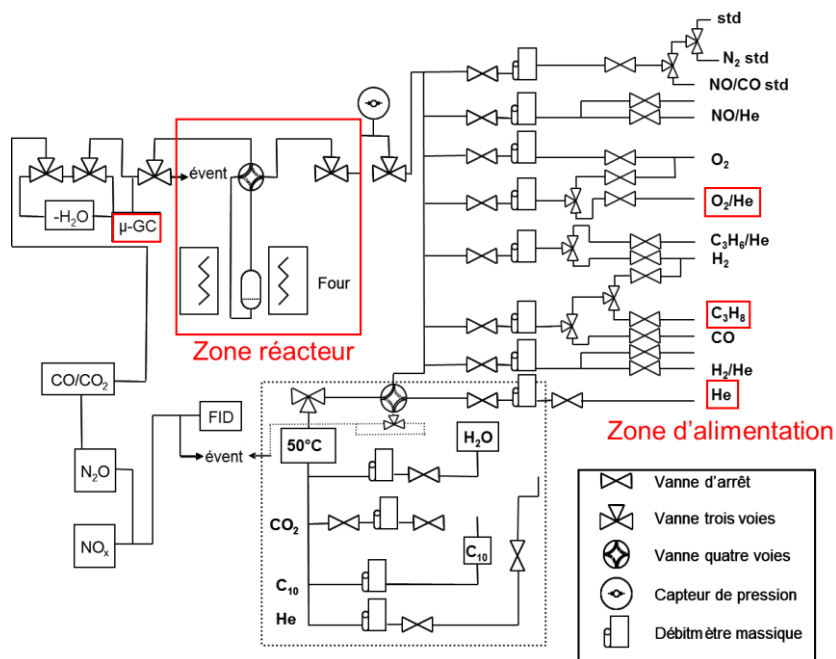 std
N₂ std
NO/CO std
NO/He
O₂
O₂/He
C₃H₆/He
H₂
C₃H₈
CO
H₂/He
He
Zone d'alimentation
évent
-H₂O
µ-GC
Four
Zone réacteur
CO/CO₂
FID
évent
N₂O
NOₓ
50°C
H₂O
CO₂
C₁₀
C₁₀
He
Vanne d'arrêt
Vanne trois voies
Vanne quatre voies
Capteur de pression
Débitmètre massique